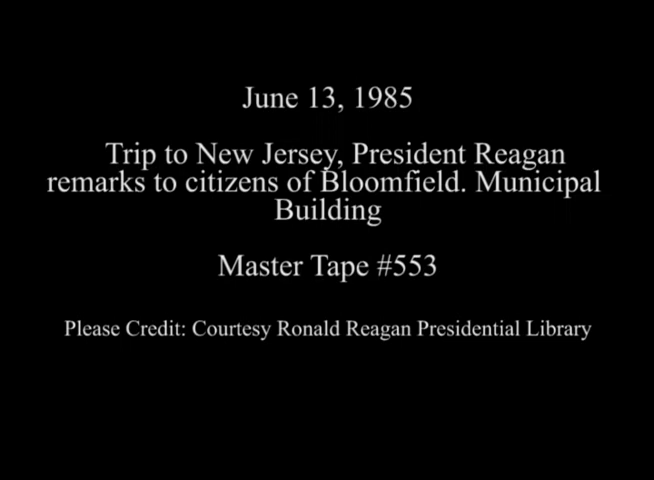 June 13, 1985
Trip to New Jersey, President Reagan
remarks to citizens of Bloomfield. Municipal
Building
Master Tape #553
Please Credit: Courtesy Ronald Reagan Presidential Library